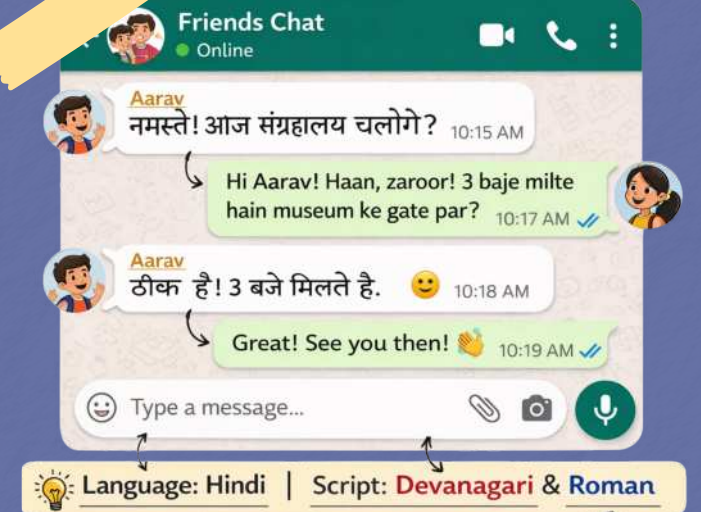 Friends Chat
Online
Aarav
नमस्ते! आज संग्रहालय चलोगे? 10:15 AM
Hi Aarav! Haan, zaroor! 3 baje milte
hain museum ke gate par? 10:17 AM
Aarav
ठीक है! 3 बजे मिलते है. 10:18 AM
Great! See you then! 10:19 AM
Type a message...
Language: Hindi | Script: Devanagari & Roman